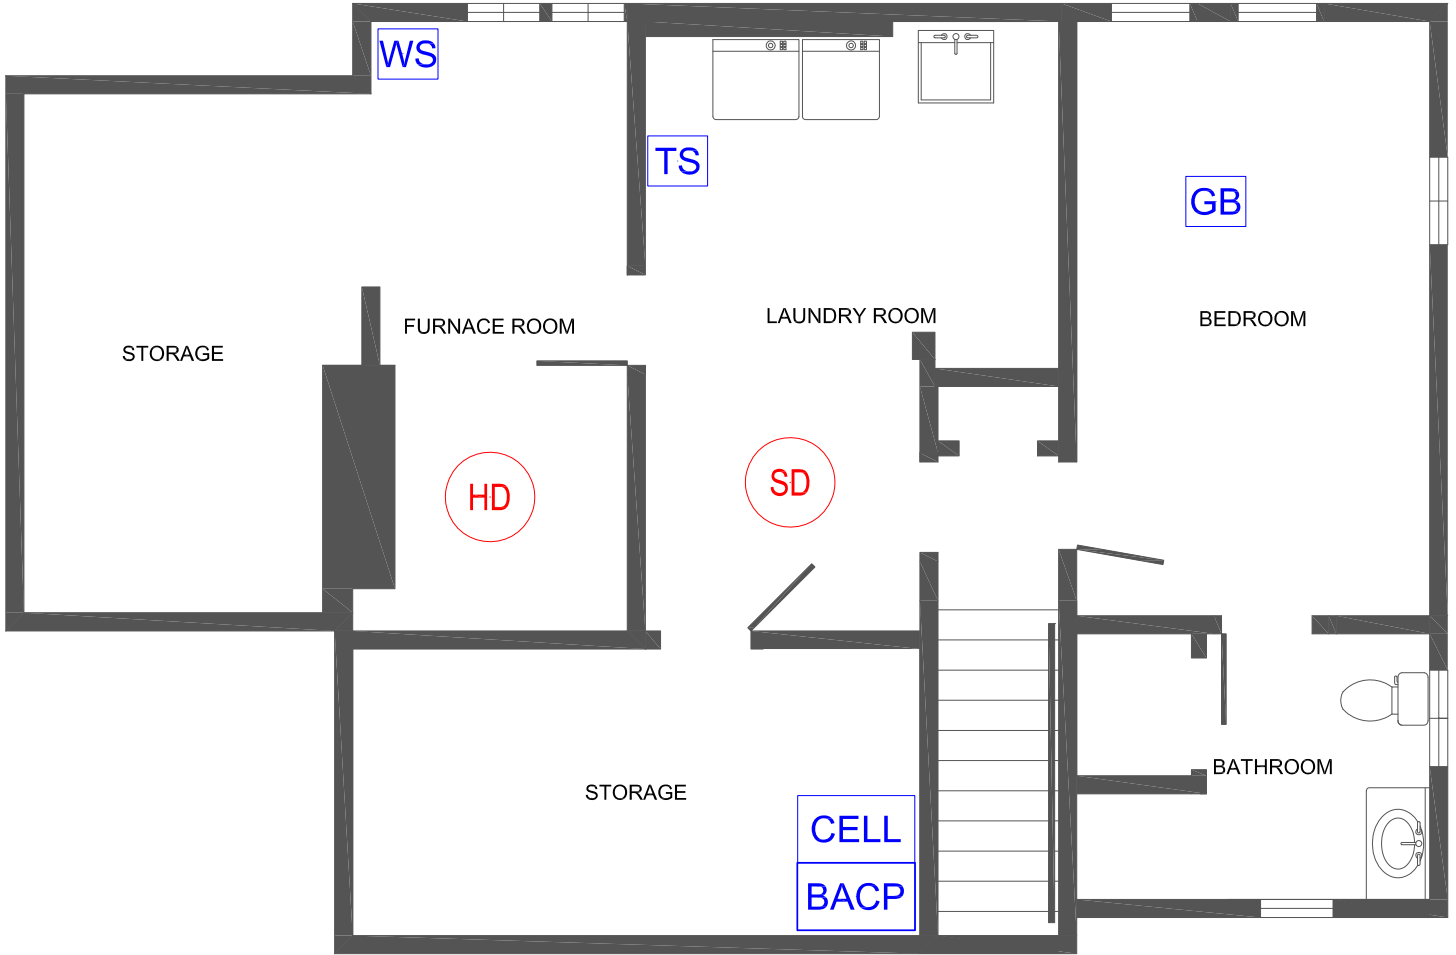 WS
TS
GB
FURNACE ROOM
LAUNDRY ROOM
BEDROOM
STORAGE
HD
SD
STORAGE
BATHROOM
CELL
BACP